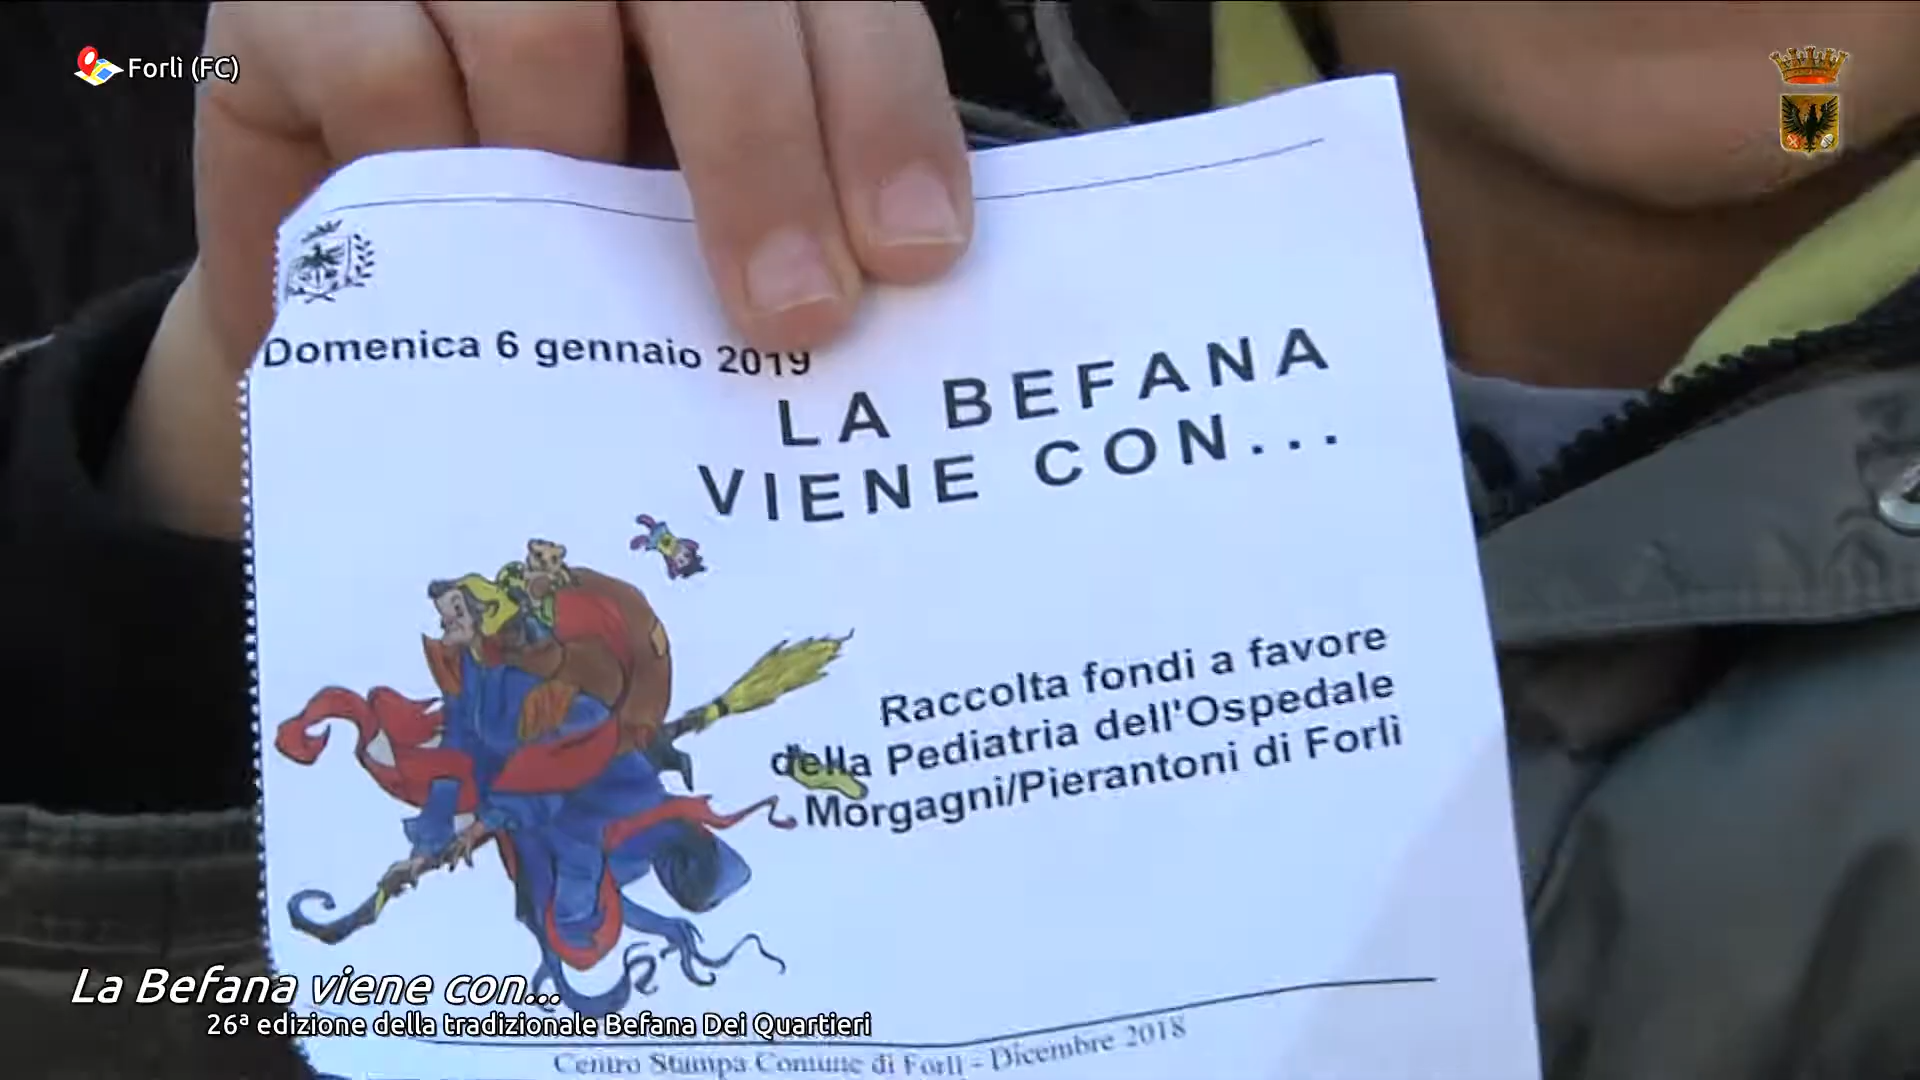 Forlì (FC)
Domenica 6 gennaio 2019
LA BEFANA
VIENE CON...
Raccolta fondi a favore
della Pediatria dell'Ospedale
Morgagni/Pierantoni di Forlì
La Befana viene con...
26ª edizione della tradizionale Befana Dei Quartieri
Centro Stampa Comune di Forlì - Dicembre 2018